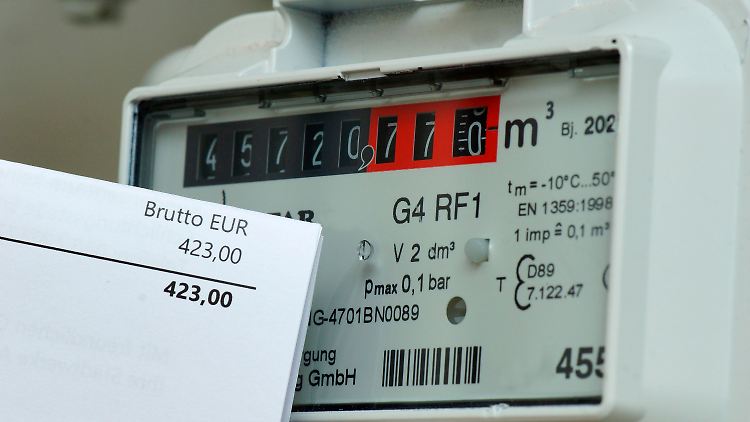 45720,770 m³
Bj. 202
G4 RF1
tm= -10°C...50°
EN 1359:1998
1 imp ≙ 0,1 m³
V 2 dm³
pmax 0,1 bar
T
D89
7.122.47
NG-4701BN0089
gung
g GmbH
455
Brutto EUR
423,00
423,00